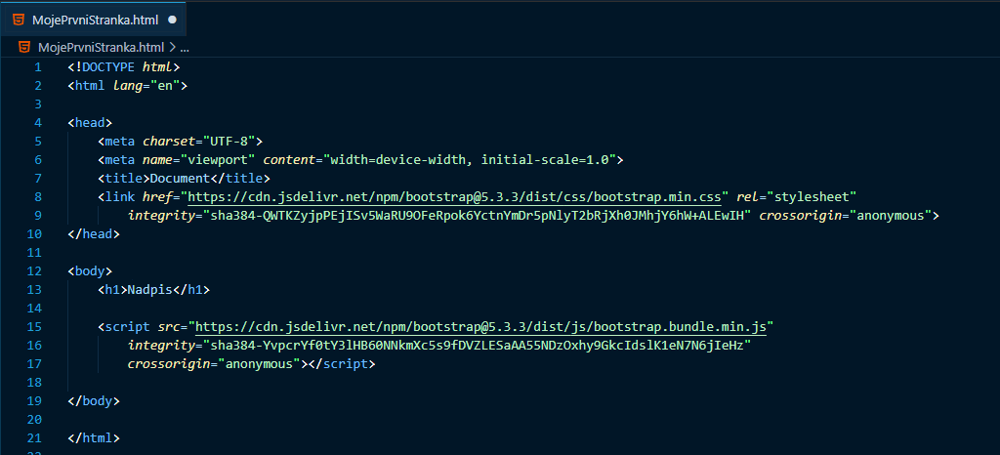 MojePrvniStranka.html
MojePrvniStranka.html > ...
1 <!DOCTYPE html>
2 <html lang="en">
3
4 <head>
5 <meta charset="UTF-8">
6 <meta name="viewport" content="width=device-width, initial-scale=1.0">
7 <title>Document</title>
8 <link href="https://cdn.jsdelivr.net/npm/bootstrap@5.3.3/dist/css/bootstrap.min.css" rel="stylesheet"
9 integrity="sha384-QWTKZyjpPEjISv5WaRU9OFeRpok6YctnYmDr5pNlyT2bRjXh0JMhjY6hW+ALEwIH" crossorigin="anonymous">
10 </head>
11
12 <body>
13 <h1>Nadpis</h1>
14
15 <script src="https://cdn.jsdelivr.net/npm/bootstrap@5.3.3/dist/js/bootstrap.bundle.min.js"
16 integrity="sha384-YvpcrYf0tY3lHB60NNkmXc5s9fDVZLESaAA55NDzOxhy9GkcIdslK1eN7N6jIeHz"
17 crossorigin="anonymous"></script>
18
19 </body>
20
21 </html>